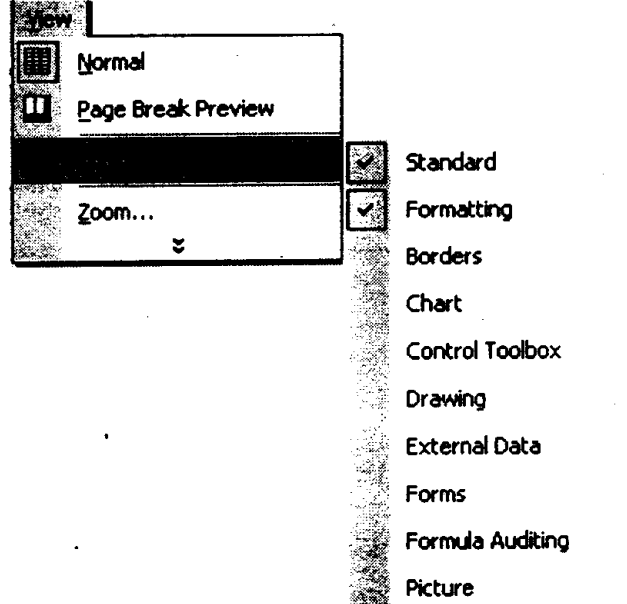 View
Normal
Page Break Preview
Zoom...
Standard
Formatting
Borders
Chart
Control Toolbox
Drawing
External Data
Forms
Formula Auditing
Picture